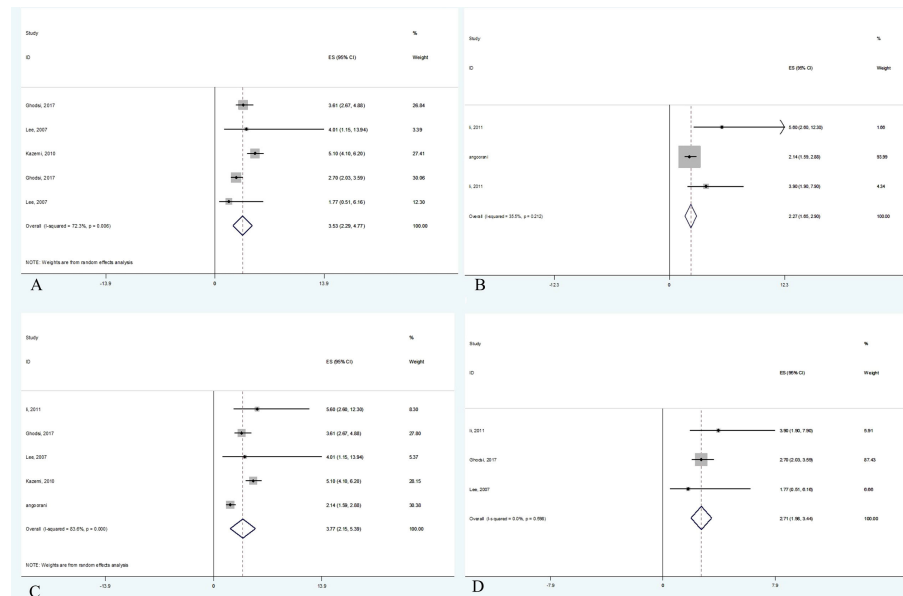 Study %
ID ES (95% CI) Weight
Ghodsi, 2017 3.61 (2.67, 4.88) 26.84
Lee, 2007 4.01 (1.15, 13.94) 3.39
Kazemi, 2010 5.10 (4.10, 6.20) 27.41
Ghodsi, 2017 2.70 (2.03, 3.59) 30.06
Lee, 2007 1.77 (0.51, 6.16) 12.30
Overall (I-squared = 72.3%, p = 0.006) 3.53 (2.29, 4.77) 100.00
NOTE: Weights are from random effects analysis
-13.9 0 13.9
A
Study %
ID ES (95% CI) Weight
li, 2011 5.60 (2.60, 12.30) 1.66
angoorani 2.14 (1.59, 2.88) 93.99
li, 2011 3.90 (1.90, 7.90) 4.34
Overall (I-squared = 35.5%, p = 0.212) 2.27 (1.65, 2.90) 100.00
-12.3 0 12.3
B
Study %
ID ES (95% CI) Weight
li, 2011 5.60 (2.60, 12.30) 8.30
Ghodsi, 2017 3.61 (2.67, 4.88) 27.80
Lee, 2007 4.01 (1.15, 13.94) 5.37
Kazemi, 2010 5.10 (4.10, 6.20) 28.15
angoorani 2.14 (1.59, 2.88) 30.38
Overall (I-squared = 83.6%, p = 0.000) 3.77 (2.15, 5.39) 100.00
NOTE: Weights are from random effects analysis
-13.9 0 13.9
C
Study %
ID ES (95% CI) Weight
li, 2011 3.90 (1.90, 7.90) 5.91
Ghodsi, 2017 2.70 (2.03, 3.59) 87.43
Lee, 2007 1.77 (0.51, 6.16) 6.66
Overall (I-squared = 0.0%, p = 0.598) 2.71 (1.98, 3.44) 100.00
-7.9 0 7.9
D